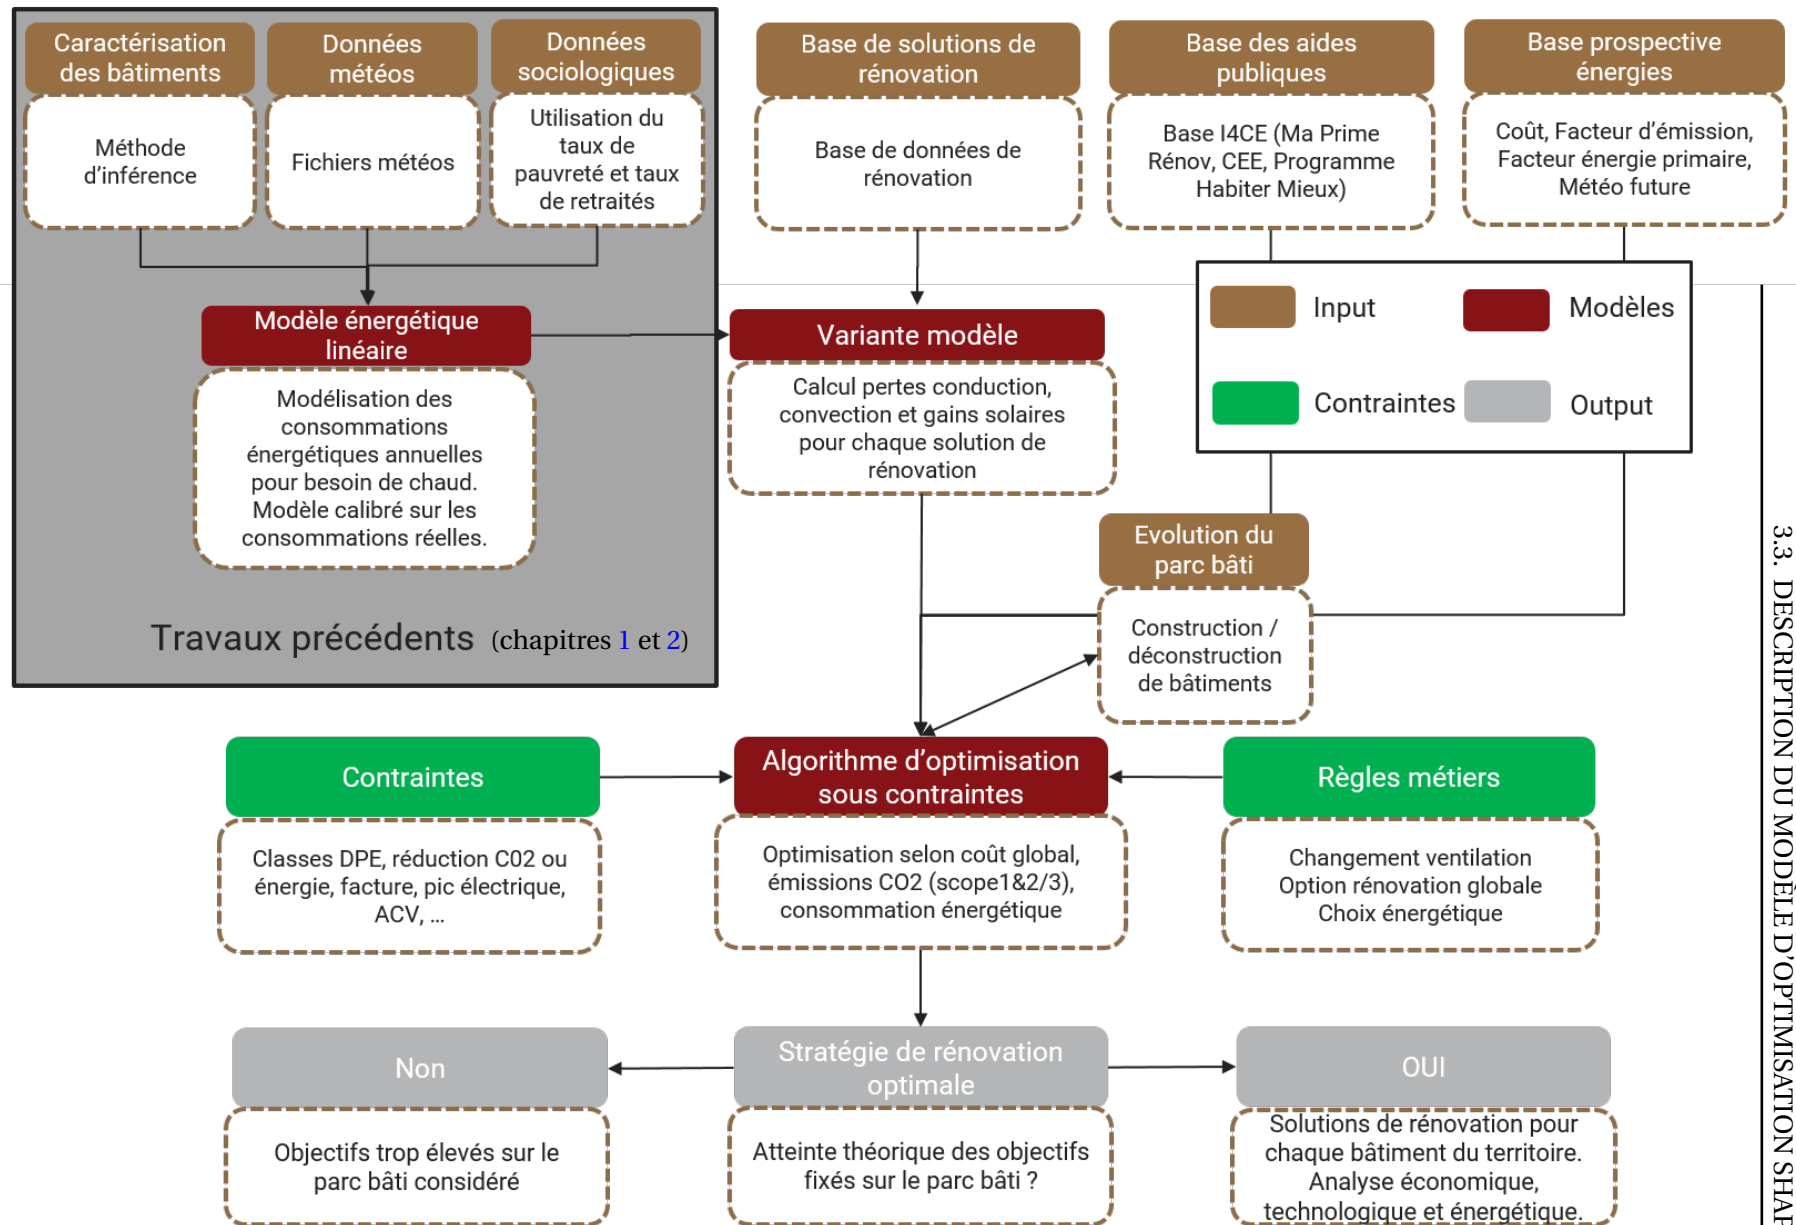 Caractérisation
des bâtiments
Données
météos
Données
sociologiques
Base de solutions de
rénovation
Base des aides
publiques
Base prospective
énergies
Méthode
d'inférence
Fichiers météos
Utilisation du
taux de
pauvreté et taux
de retraités
Base de données de
rénovation
Base I4CE (Ma Prime
Rénov, CEE, Programme
Habiter Mieux)
Coût, Facteur d'émission,
Facteur énergie primaire,
Météo future
Modèle énergétique
linéaire
Variante modèle
Input
Modèles
Contraintes
Output
Modélisation des
consommations
énergétiques annuelles
pour besoin de chaud.
Modèle calibré sur les
consommations réelles.
Calcul pertes conduction,
convection et gains solaires
pour chaque solution de
rénovation
Evolution du
parc bâti
Construction /
déconstruction
de bâtiments
Travaux précédents (chapitres 1 et 2)
Contraintes
Algorithme d'optimisation
sous contraintes
Règles métiers
Classes DPE, réduction C02 ou
énergie, facture, pic électrique,
ACV, ...
Optimisation selon coût global,
émissions CO2 (scope1&2/3),
consommation énergétique
Changement ventilation
Option rénovation globale
Choix énergétique
Non
Stratégie de rénovation
optimale
OUI
Objectifs trop élevés sur le
parc bâti considéré
Atteinte théorique des objectifs
fixés sur le parc bâti ?
Solutions de rénovation pour
chaque bâtiment du territoire.
Analyse économique,
technologique et énergétique.
3.3. DESCRIPTION DU MODÈLE D'OPTIMISATION